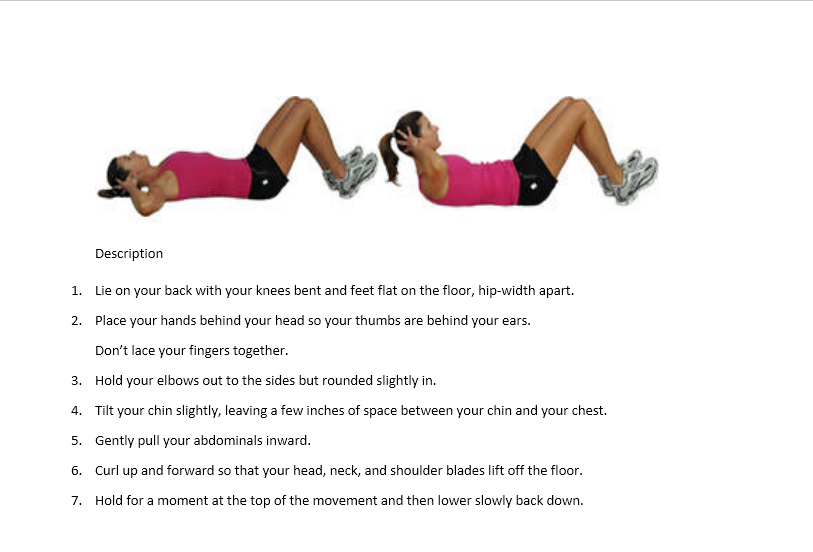 Description
1. Lie on your back with your knees bent and feet flat on the floor, hip-width apart.
2. Place your hands behind your head so your thumbs are behind your ears.
Don’t lace your fingers together.
3. Hold your elbows out to the sides but rounded slightly in.
4. Tilt your chin slightly, leaving a few inches of space between your chin and your chest.
5. Gently pull your abdominals inward.
6. Curl up and forward so that your head, neck, and shoulder blades lift off the floor.
7. Hold for a moment at the top of the movement and then lower slowly back down.